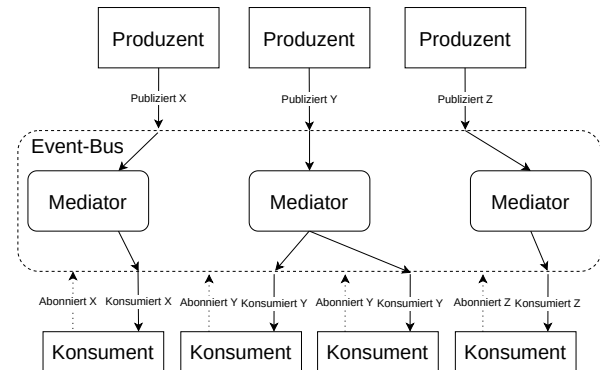 Produzent
Produzent
Produzent
Publiziert X
Publiziert Y
Publiziert Z
Event-Bus
Mediator
Mediator
Mediator
Abonniert X
Konsumiert X
Abonniert Y
Konsumiert Y
Abonniert Y
Konsumiert Y
Abonniert Z
Konsumiert Z
Konsument
Konsument
Konsument
Konsument